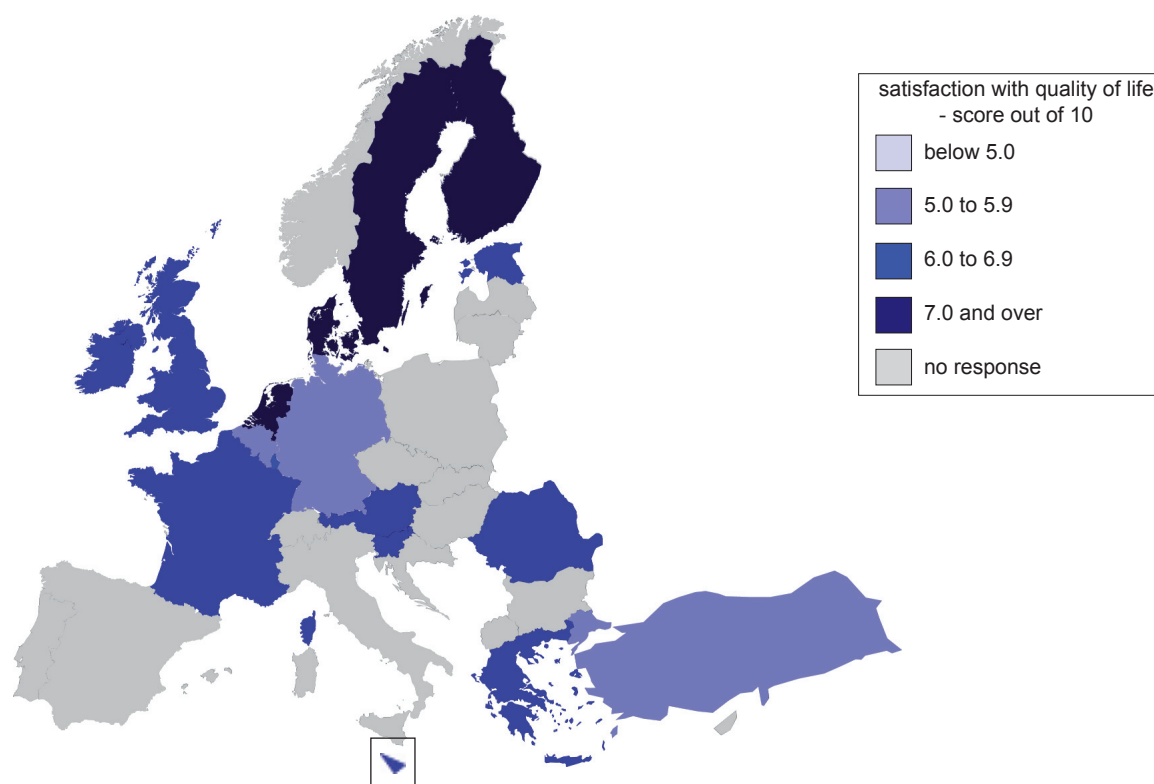 satisfaction with quality of life
- score out of 10
below 5.0
5.0 to 5.9
6.0 to 6.9
7.0 and over
no response